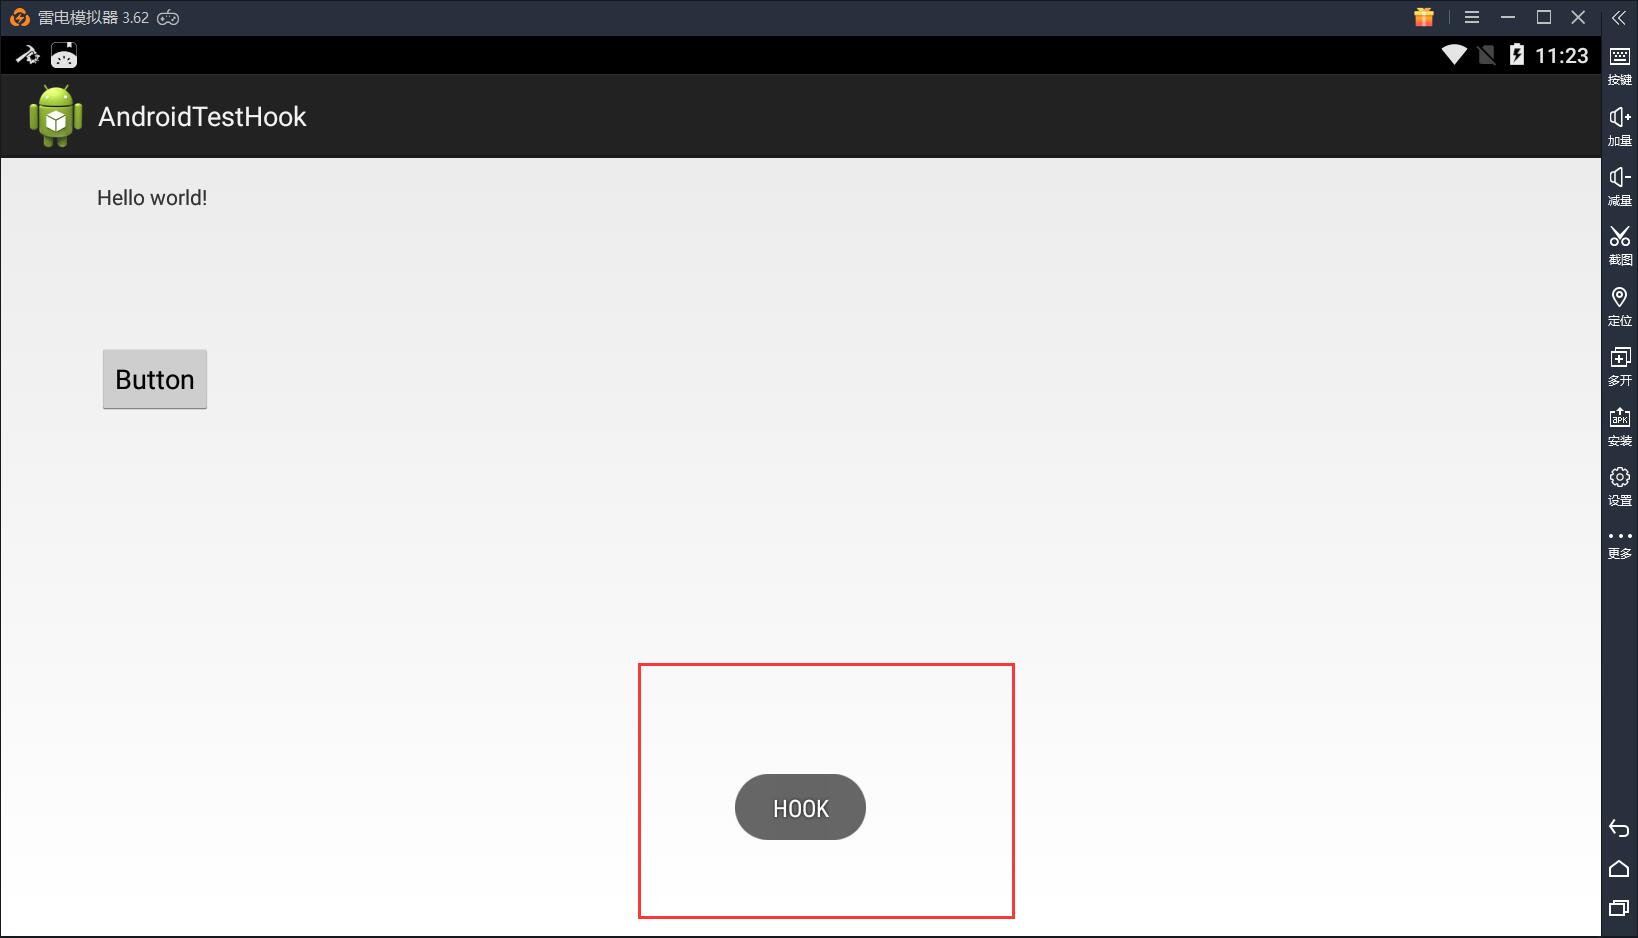 雷电模拟器 3.62
11:23
AndroidTestHook
Hello world!
Button
HOOK
按键
加量
减量
截图
定位
多开
APK
安装
设置
更多